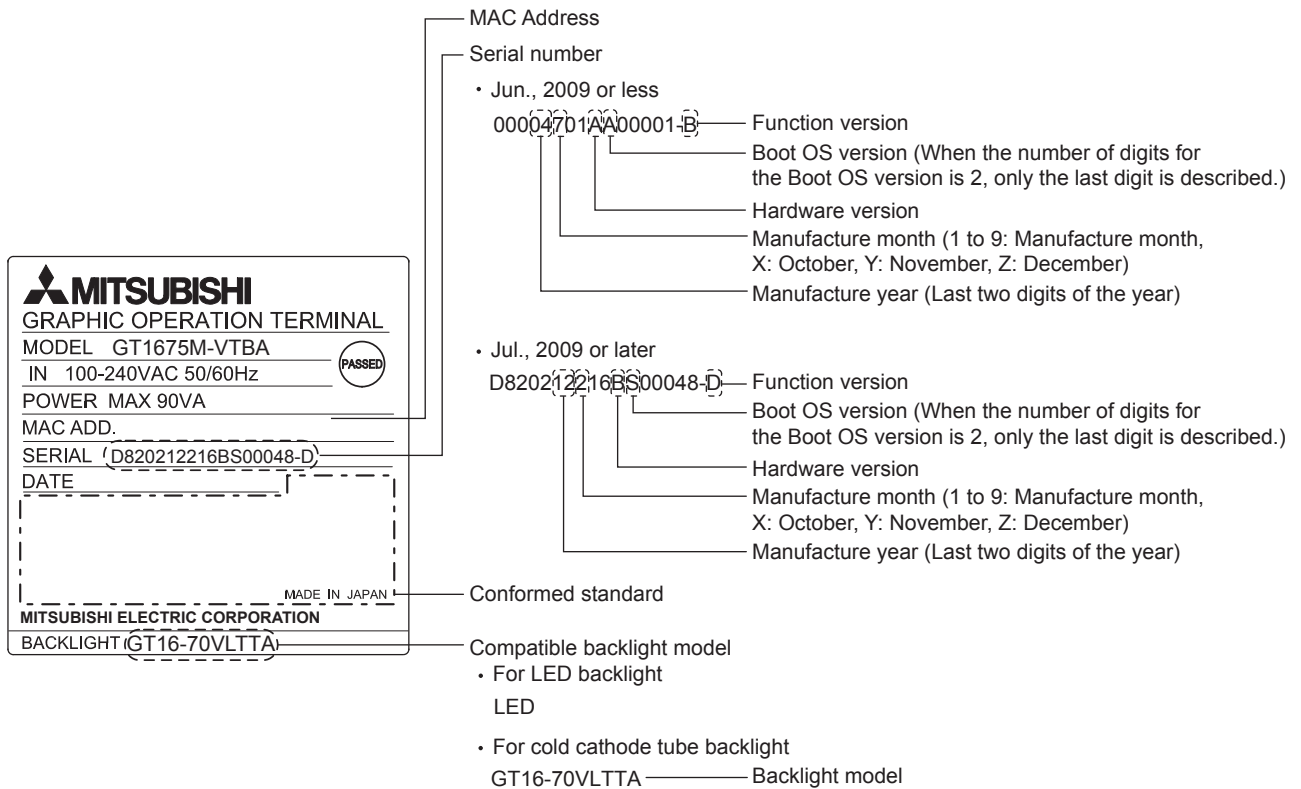 MAC Address
Serial number
• Jun., 2009 or less
00004701AA00001-B
Function version
Boot OS version (When the number of digits for
the Boot OS version is 2, only the last digit is described.)
Hardware version
Manufacture month (1 to 9: Manufacture month,
X: October, Y: November, Z: December)
Manufacture year (Last two digits of the year)
MITSUBISHI
GRAPHIC OPERATION TERMINAL
MODEL GT1675M-VTBA
PASSED
IN 100-240VAC 50/60Hz
POWER MAX 90VA
MAC ADD.
SERIAL D820212216BS00048-D
DATE
MADE IN JAPAN
MITSUBISHI ELECTRIC CORPORATION
BACKLIGHT GT16-70VLTTA
• Jul., 2009 or later
D820212216BS00048-D
Function version
Boot OS version (When the number of digits for
the Boot OS version is 2, only the last digit is described.)
Hardware version
Manufacture month (1 to 9: Manufacture month,
X: October, Y: November, Z: December)
Manufacture year (Last two digits of the year)
Conformed standard
Compatible backlight model
• For LED backlight
LED
• For cold cathode tube backlight
GT16-70VLTTA
Backlight model